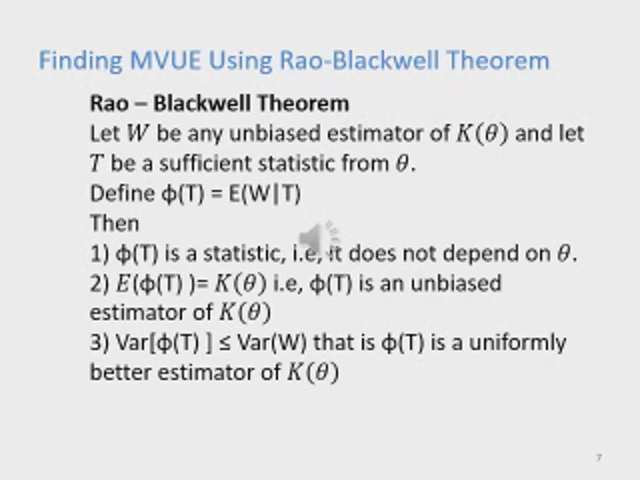 Finding MVUE Using Rao-Blackwell Theorem
Rao – Blackwell Theorem
Let W be any unbiased estimator of K(θ) and let
T be a sufficient statistic from θ.
Define ϕ(T) = E(W|T)
Then
1) ϕ(T) is a statistic, i.e, it does not depend on θ.
2) E(ϕ(T) )= K(θ) i.e, ϕ(T) is an unbiased
estimator of K(θ)
3) Var[ϕ(T) ] ≤ Var(W) that is ϕ(T) is a uniformly
better estimator of K(θ)
7